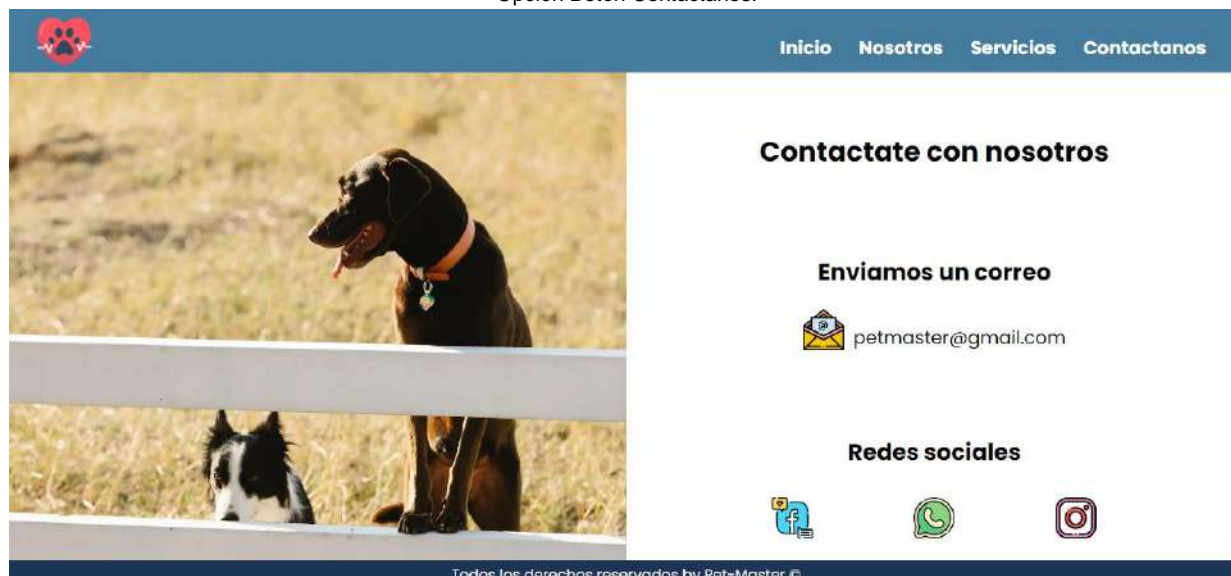 Opción Botón Contáctanos:
Inicio Nosotros Servicios Contactanos
Contactate con nosotros
Enviamos un correo
petmaster@gmail.com
Redes sociales
Todos los derechos reservados by Pet-Master ©